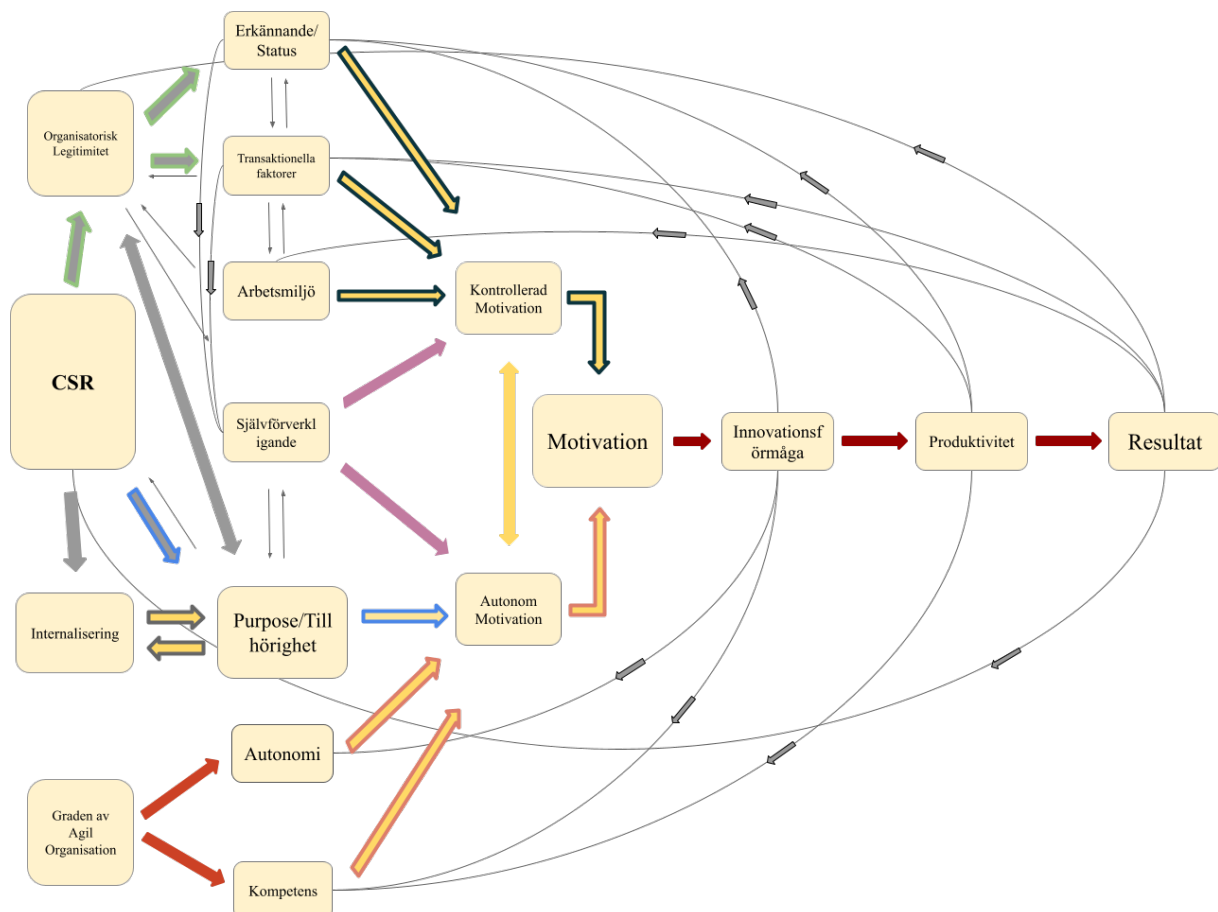 Erkännande/
Status
Organisatorisk
Legitimitet
Transaktionella
faktorer
Arbetsmiljö
Kontrollerad
Motivation
CSR
Självförverkl
igande
Motivation
Innovationsf
örmåga
Produktivitet
Resultat
Internalisering
Purpose/Till
hörighet
Autonom
Motivation
Autonomi
Graden av
Agil
Organisation
Kompetens